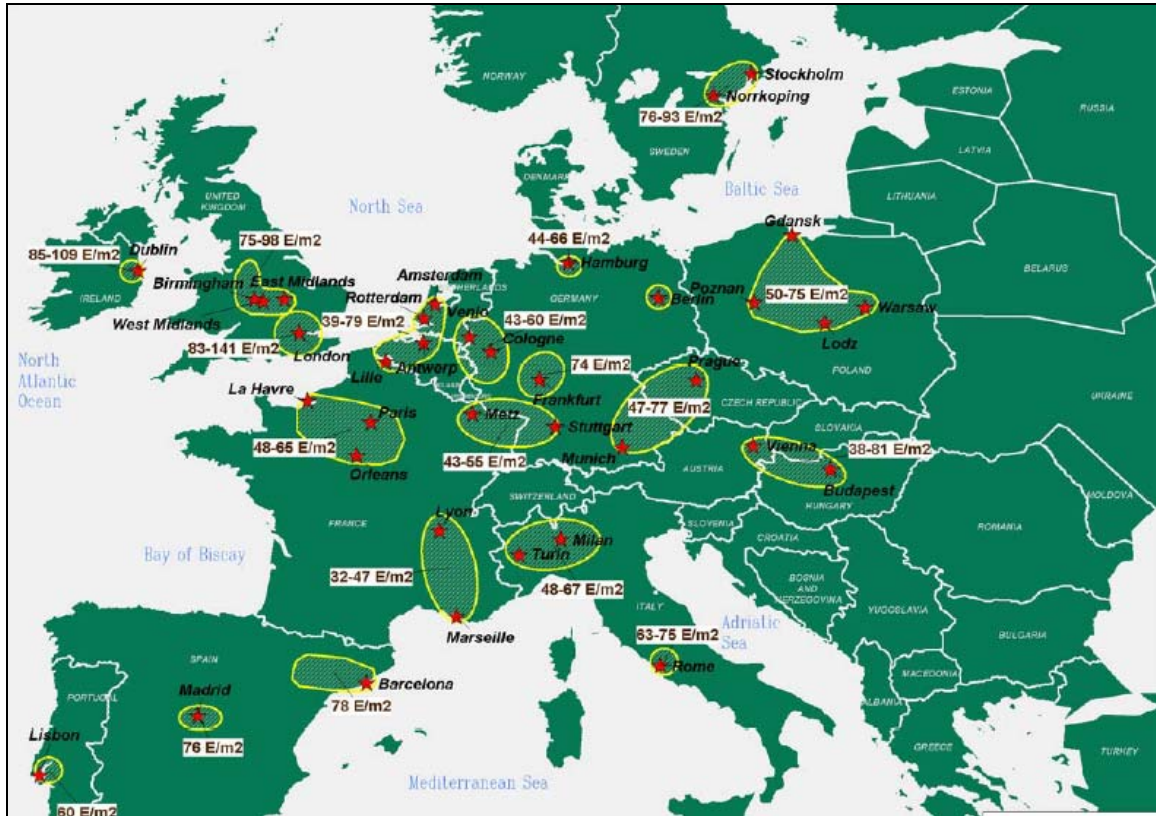 NORWAY
Stockholm
Norrkoping
ESTONIA
RUSSIA
76-93 E/m2
SWEDEN
LATVIA
DENMARK
Baltic Sea
LITHUANIA
UNITED
KINGDOM
North Sea
Gdansk
75-98 E/m2
44-66 E/m2
85-109 E/m2
Dublin
Hamburg
BELARUS
Birmingham
East Midlands
Amsterdam
IRELAND
Rotterdam
NETHERLANDS
GERMANY
Berlin
Poznan
50-75 E/m2
Warsaw
West Midlands
39-79 E/m2
Venlo
43-60 E/m2
Lodz
83-141 E/m2
London
Cologne
North
Atlantic
Ocean
Lille
Antwerp
74 E/m2
Prague
POLAND
La Havre
Frankfurt
CZECH REPUBLIC
UKRAINE
Paris
Metz
47-77 E/m2
SLOVAKIA
48-65 E/m2
Stuttgart
Vienna
38-81 E/m2
43-55 E/m2
Munich
Orleans
AUSTRIA
Budapest
HUNGARY
SWITZERLAND
MOLDOVA
FRANCE
Lyon
SLOVENIA
ROMANIA
CROATIA
Milan
Bay of Biscay
Turin
32-47 E/m2
48-67 E/m2
BOSNIA
AND
HERZEGOVINA
YUGOSLAVIA
ITALY
Adriatic
Sea
Marseille
63-75 E/m2
BULGARIA
SPAIN
Rome
MACEDONIA
Barcelona
PORTUGAL
Madrid
78 E/m2
ALBANIA
76 E/m2
Lisbon
GREECE
TURKEY
Mediterranean Sea
60 E/m2